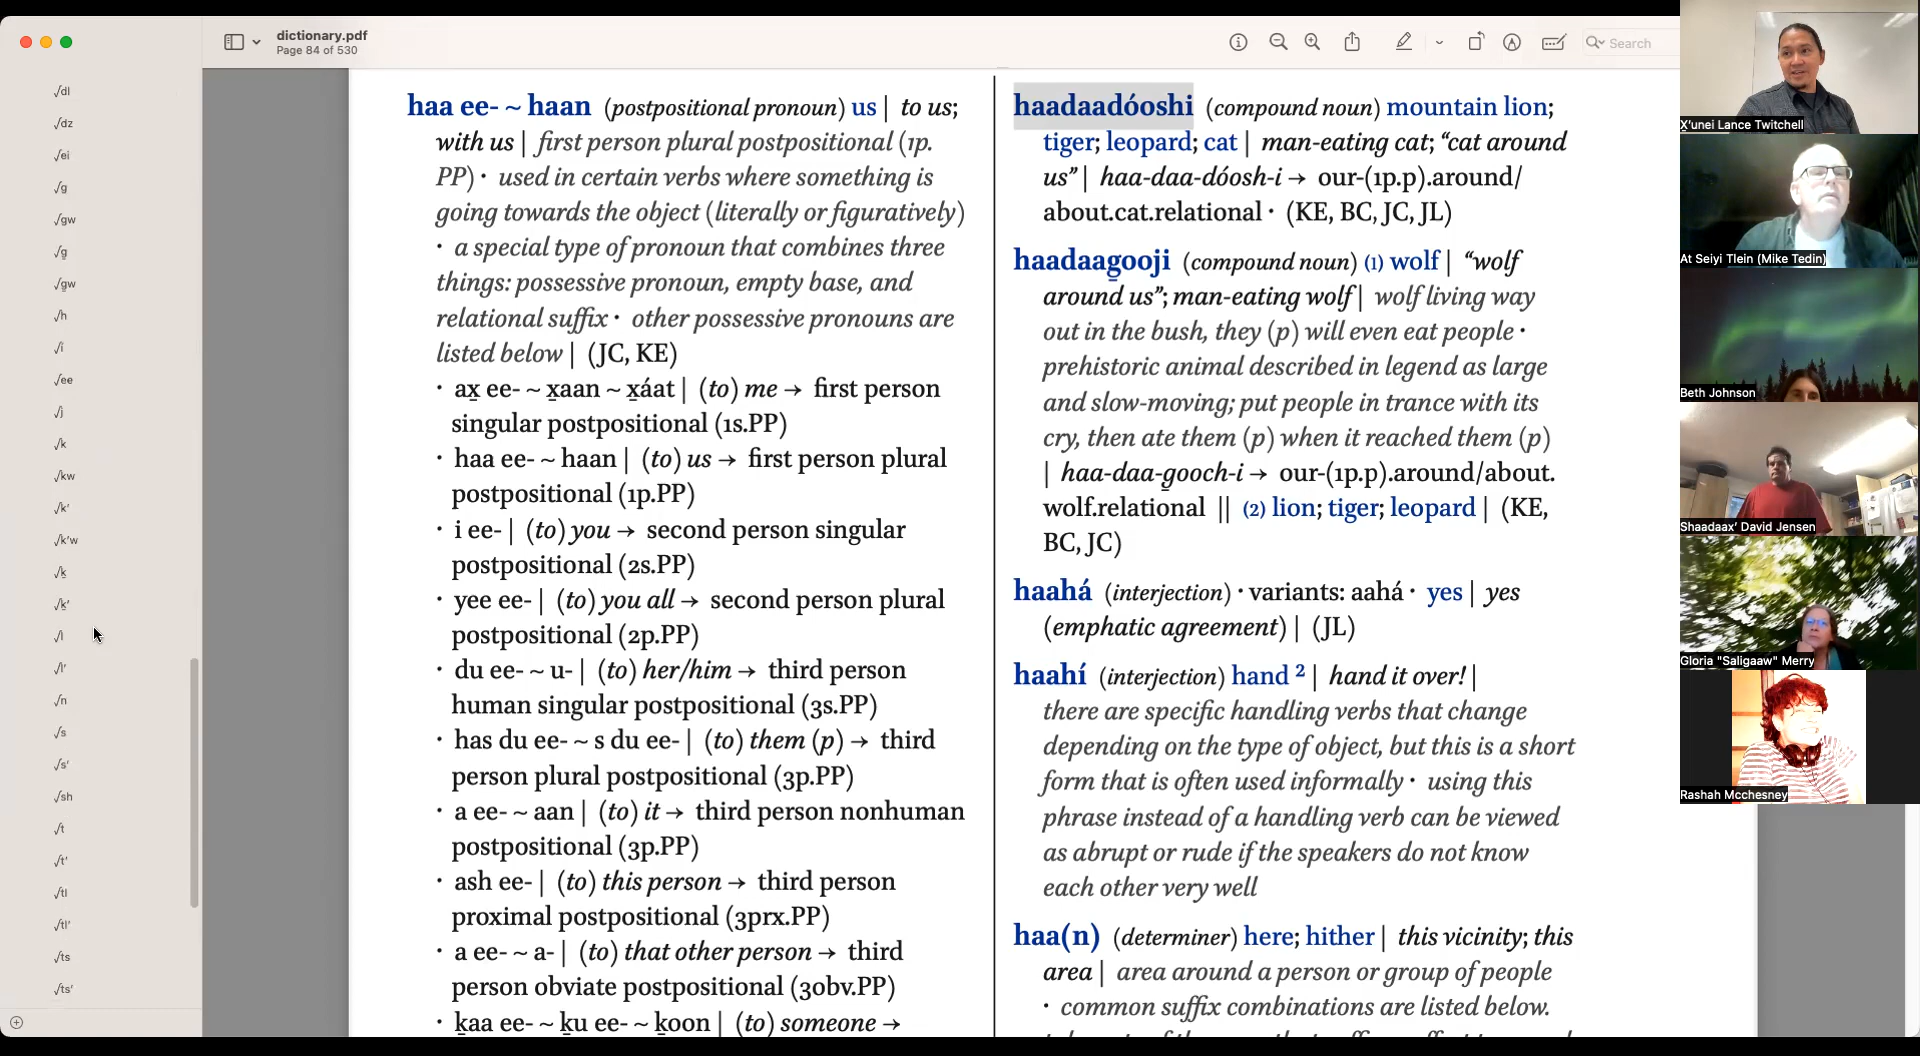 dictionary.pdf
Page 84 of 530
Search
√dl
√dz
√ei
√g
√gw
√g̱
√g̱w
√h
√i
√ee
√j
√k
√kw
√kʼ
√kʼw
√ḵ
√ḵʼ
√l
√lʼ
√n
√s
√sʼ
√sh
√t
√tʼ
√tl
√tlʼ
√ts
√tsʼ
haa ee- ~ haan (postpositional pronoun) us | to us;
with us | first person plural postpositional (1p.
PP) · used in certain verbs where something is
going towards the object (literally or figuratively)
· a special type of pronoun that combines three
things: possessive pronoun, empty base, and
relational suffix · other possessive pronouns are
listed below | (JC, KE)
· ax̱ ee- ~ x̱aan ~ x̱áat | (to) me → first person
singular postpositional (1s.PP)
· haa ee- ~ haan | (to) us → first person plural
postpositional (1p.PP)
· i ee- | (to) you → second person singular
postpositional (2s.PP)
· yee ee- | (to) you all → second person plural
postpositional (2p.PP)
· du ee- ~ u- | (to) her/him → third person
human singular postpositional (3s.PP)
· has du ee- ~ s du ee- | (to) them (p) → third
person plural postpositional (3p.PP)
· a ee- ~ aan | (to) it → third person nonhuman
postpositional (3p.PP)
· ash ee- | (to) this person → third person
proximal postpositional (3prx.PP)
· a ee- ~ a- | (to) that other person → third
person obviate postpositional (3obv.PP)
· ḵaa ee- ~ ḵu ee- ~ ḵoon | (to) someone →
haadaadóoshi (compound noun) mountain lion;
tiger; leopard; cat | man-eating cat; “cat around
us” | haa-daa-dóosh-i → our-(1p.p).around/
about.cat.relational · (KE, BC, JC, JL)
haadaag̱ooji (compound noun) (1) wolf | “wolf
around us”; man-eating wolf | wolf living way
out in the bush, they (p) will even eat people ·
prehistoric animal described in legend as large
and slow-moving; put people in trance with its
cry, then ate them (p) when it reached them (p)
| haa-daa-g̱ooch-i → our-(1p.p).around/about.
wolf.relational || (2) lion; tiger; leopard | (KE,
BC, JC)
haahá (interjection) · variants: aahá · yes | yes
(emphatic agreement) | (JL)
haahí (interjection) hand ² | hand it over! |
there are specific handling verbs that change
depending on the type of object, but this is a short
form that is often used informally · using this
phrase instead of a handling verb can be viewed
as abrupt or rude if the speakers do not know
each other very well
haa(n) (determiner) here; hither | this vicinity; this
area | area around a person or group of people
· common suffix combinations are listed below.
X̱ʼunei Lance Twitchell
At Seiyi Tlein (Mike Tedin)
Beth Johnson
Shaadaaxʼ David Jensen
Gloria "Saligaaw" Merry
Rashah Mcchesney